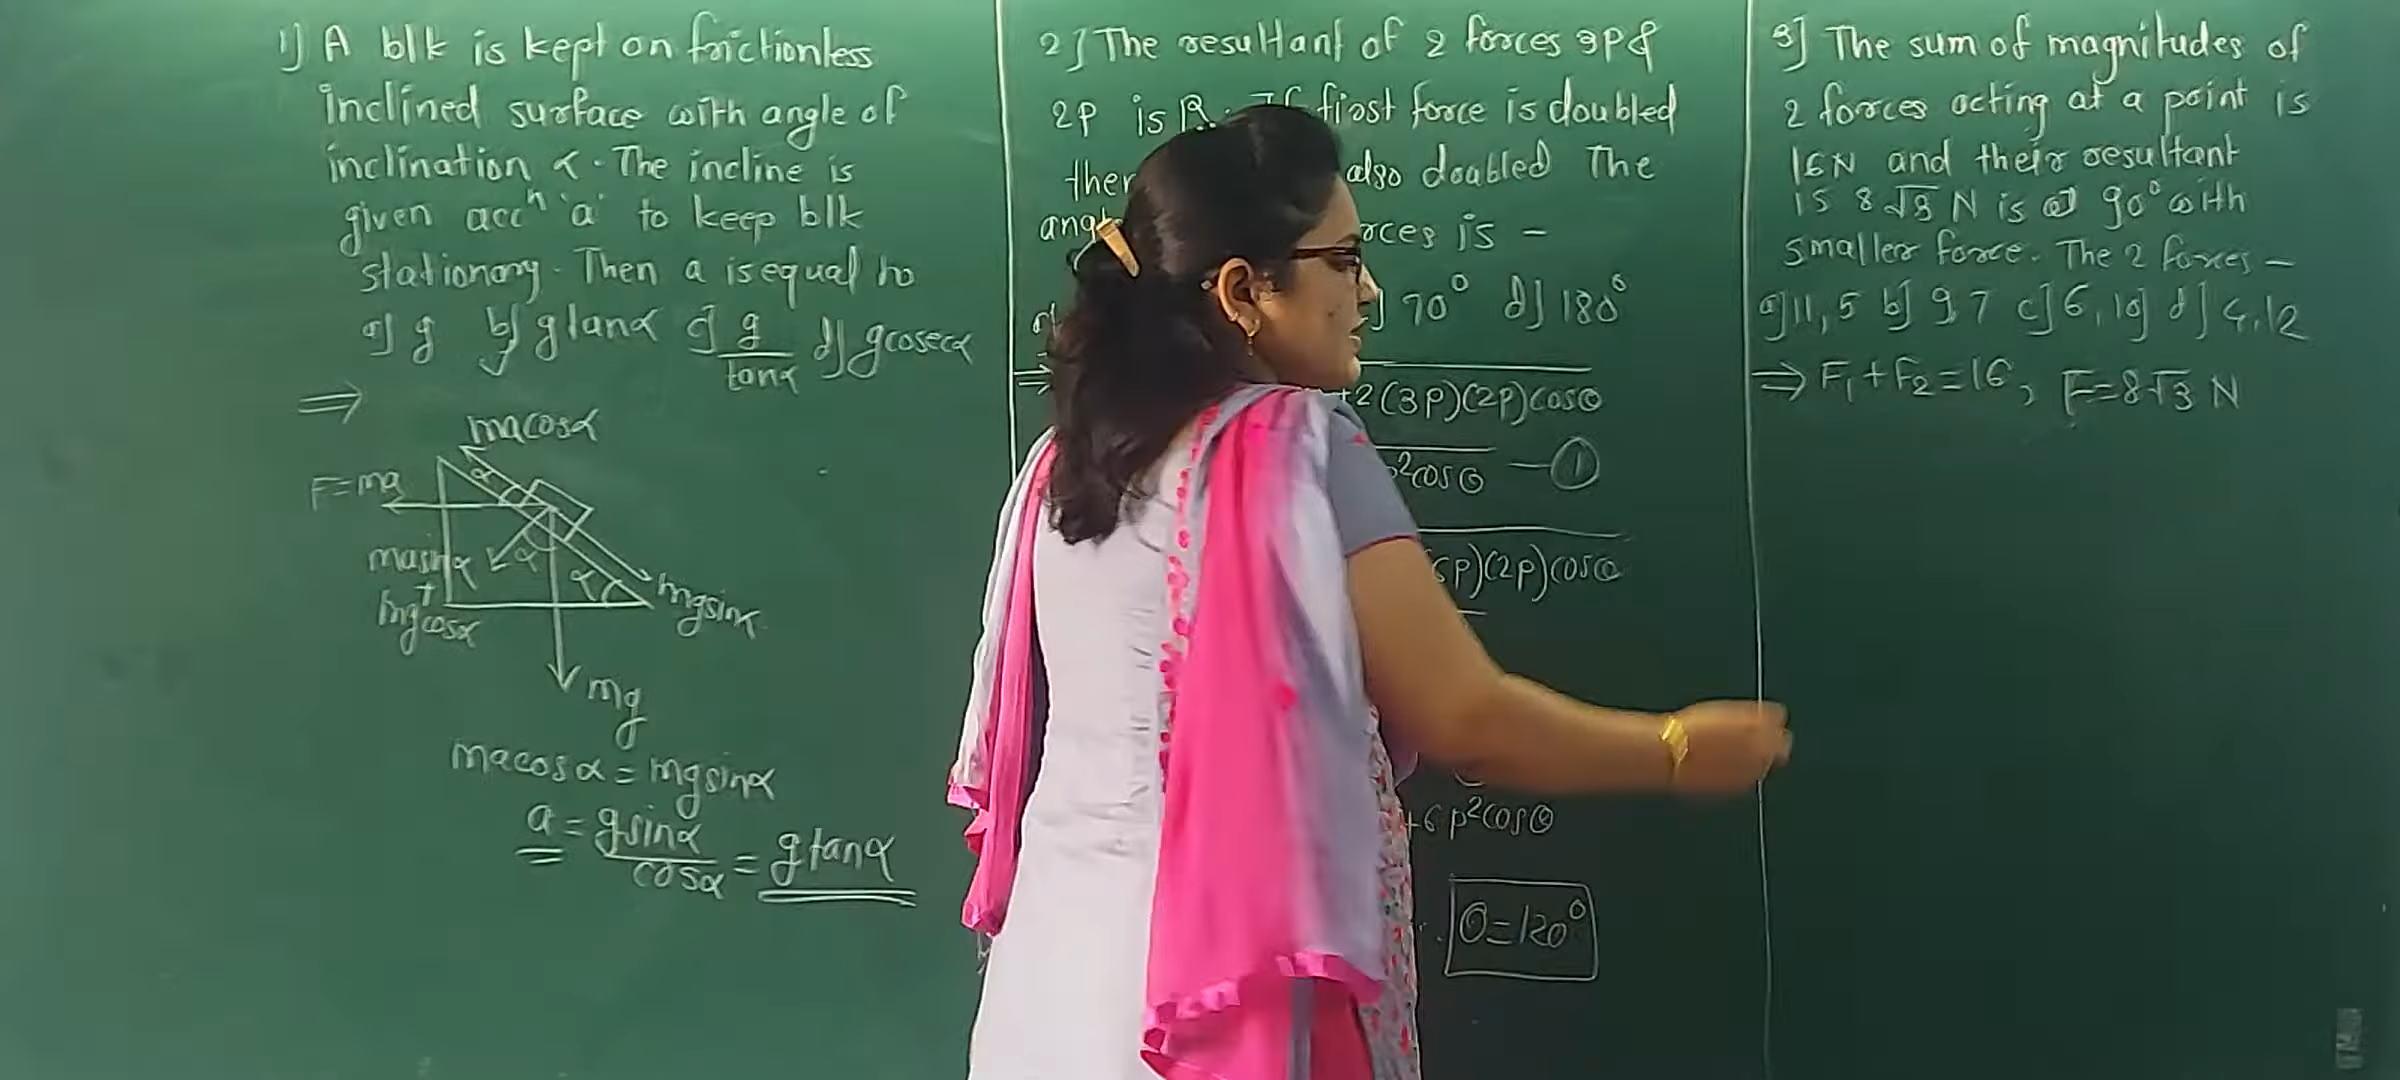 1] A blk is kept on frictionless
inclined surface with angle of
inclination α. The incline is
given accⁿ 'a' to keep blk
stationary. Then a is equal to
a] g b] g tanα c] g/tanα d] g cosecα
⇒
macosα
α
F=ma
masinα
+
mgcosα
α
α
mgsinα
mg
macosα = mgsinα
a = gsinα/cosα = gtanα
2] The resultant of 2 forces 3P &
2P is R. If first force is doubled
then also doubled The
angle forces is –
] 70° d] 180°
⇒ +2(3P)(2P)cosθ
p²cosθ —①
6P)(2P)cosθ
+6p²cosθ
θ=120°
3] The sum of magnitudes of
2 forces acting at a point is
16N and their resultant
is 8√3 N is at 90° with
smaller force. The 2 forces –
a] 11, 5 b] 9, 7 c] 6, 10] d] 4, 12
⇒ F₁+F₂=16, F=8√3 N